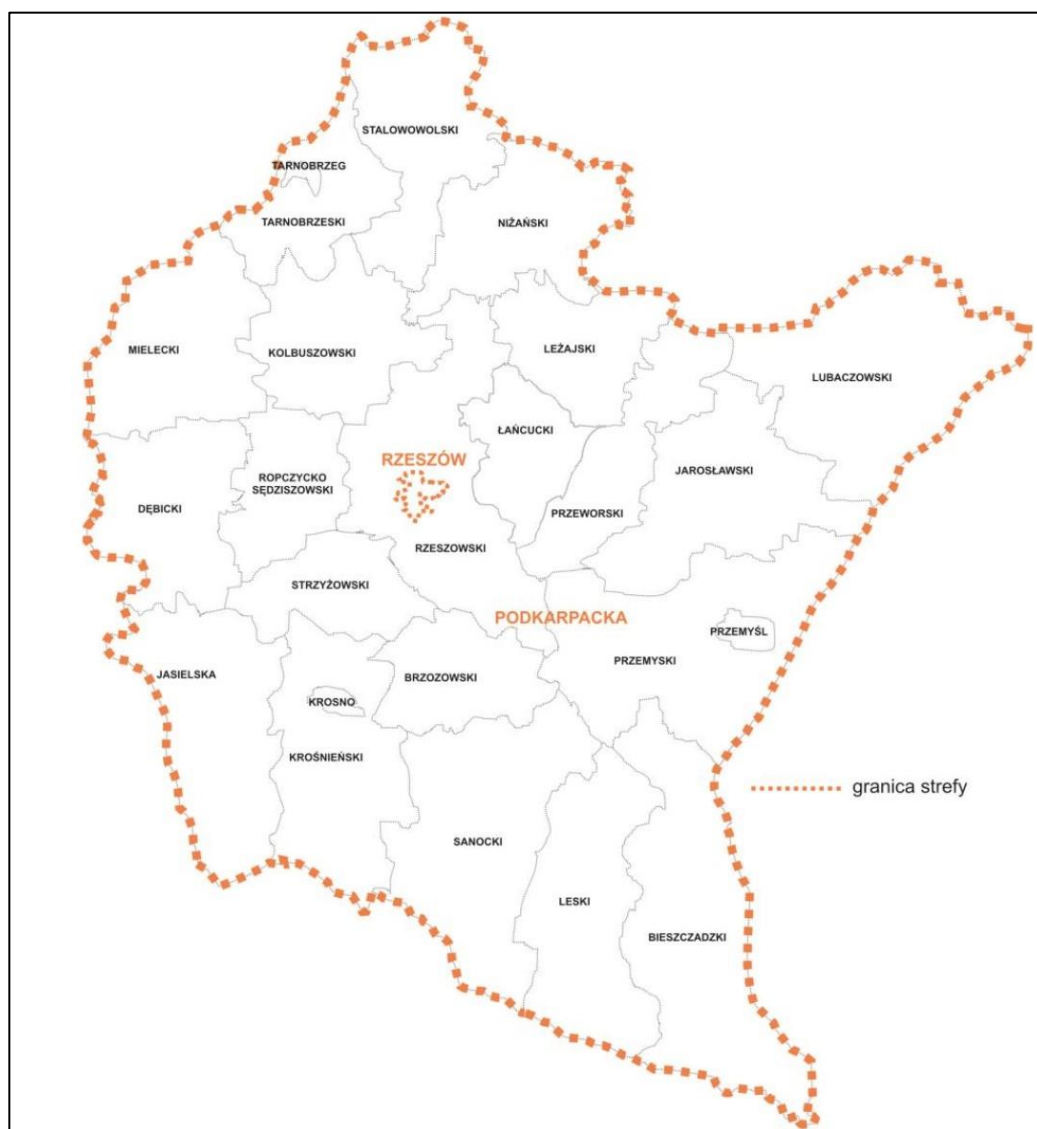 STALOWOWOLSKI
TARNOBRZEG
TARNOBRZESKI
NIŻAŃSKI
MIELECKI
KOLBUSZOWSKI
LEŻAJSKI
LUBACZOWSKI
ŁAŃCUCKI
RZESZÓW
JAROSŁAWSKI
ROPCZYCKO
SĘDZISZOWSKI
DĘBICKI
PRZEWORSKI
RZESZOWSKI
STRZYŻOWSKI
PODKARPACKA
PRZEMYŚL
PRZEMYSKI
JASIELSKA
BRZOZOWSKI
KROSNO
KROŚNIEŃSKI
granica strefy
SANOCKI
LESKI
BIESZCZADZKI